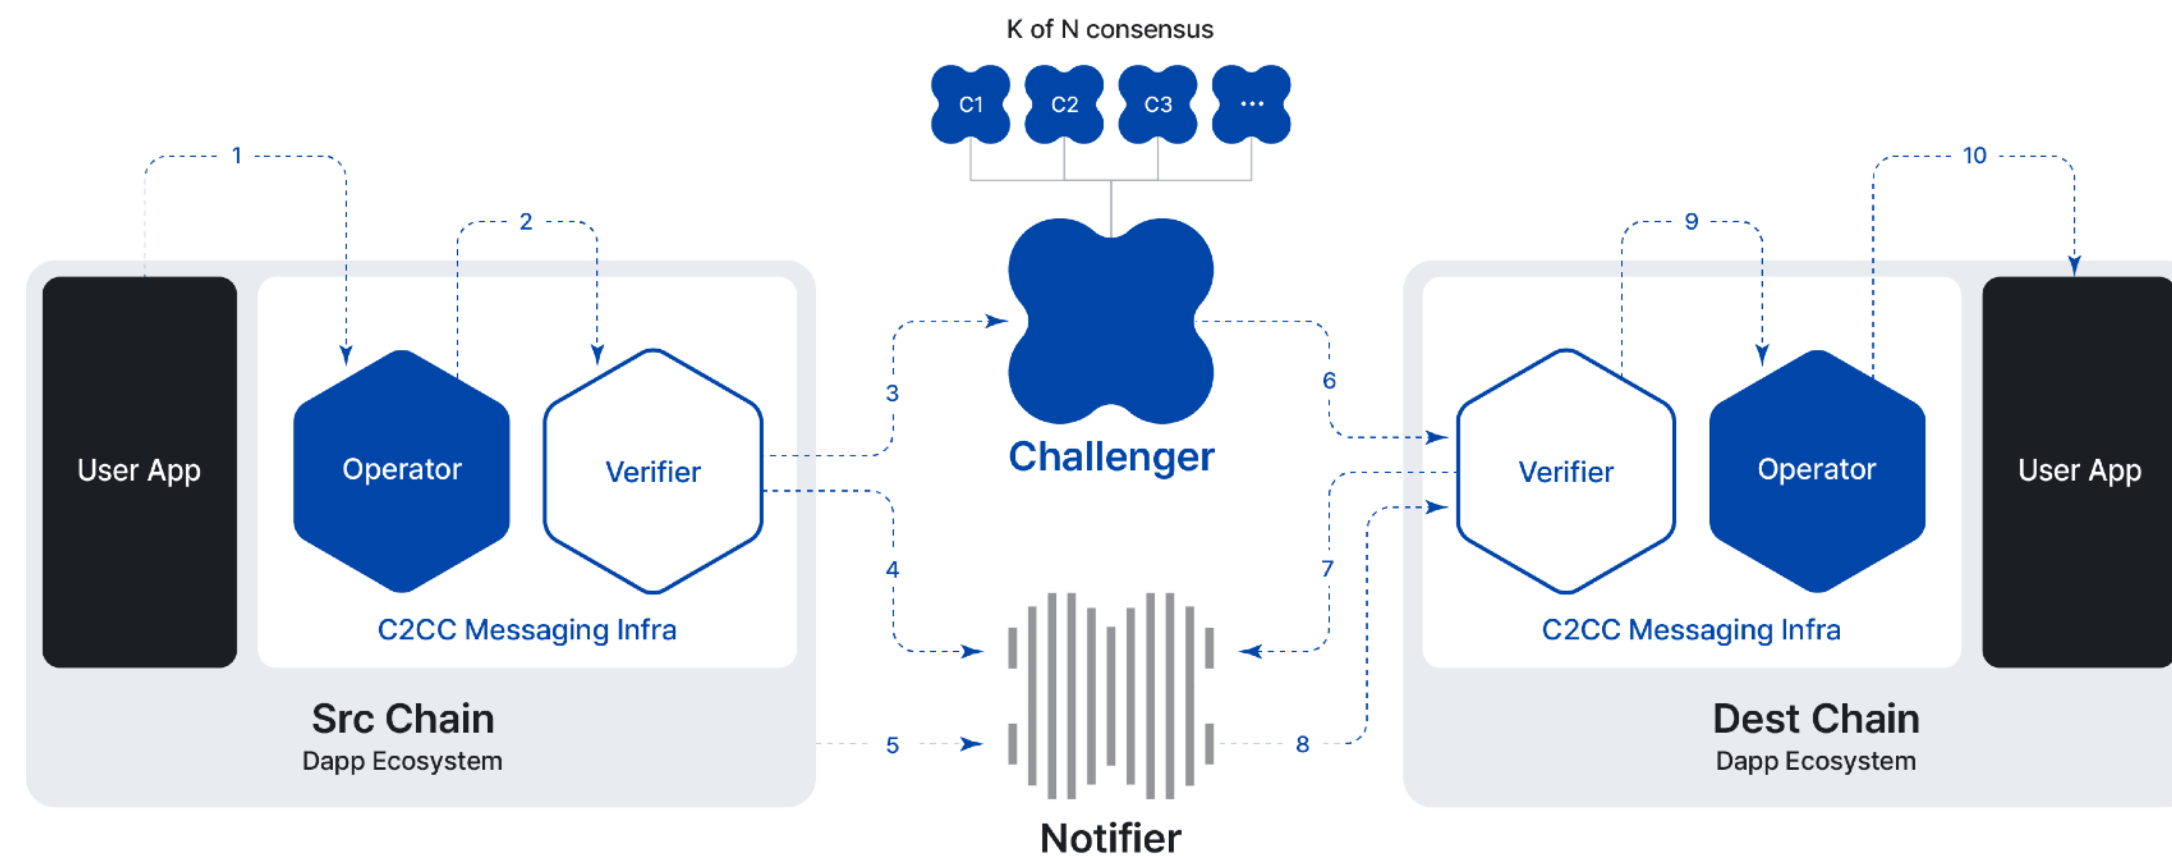 K of N consensus
C1 C2 C3 ...
1
10
2
9
3
6
Challenger
User App
Operator
Verifier
Verifier
Operator
User App
4
7
C2CC Messaging Infra
C2CC Messaging Infra
Src Chain
Dapp Ecosystem
5
8
Dest Chain
Dapp Ecosystem
Notifier